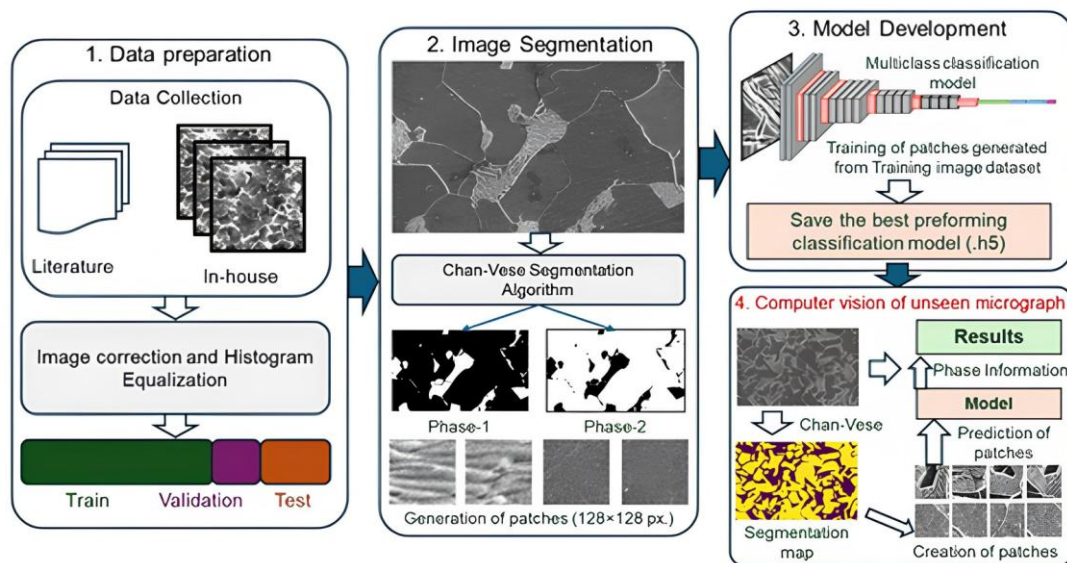 1. Data preparation
Data Collection
Literature
In-house
Image correction and Histogram
Equalization
Train
Validation
Test
2. Image Segmentation
Chan-Vese Segmentation
Algorithm
Phase-1
Phase-2
Generation of patches (128×128 px.)
3. Model Development
Multiclass classification
model
Training of patches generated
from Training image dataset
Save the best preforming
classification model (.h5)
4. Computer vision of unseen micrograph
Results
Phase Information
Model
Chan-Vese
Prediction of
patches
Segmentation
map
Creation of patches